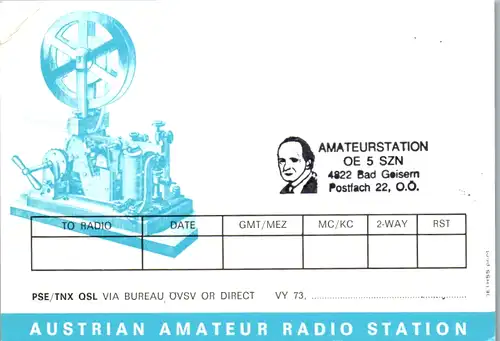 AMATEURSTATION
OE 5 SZN
4822 Bad Goisern
Postfach 22, O.Ö.
TO RADIO DATE GMT/MEZ MC/KC 2-WAY RST
PSE/TNX QSL VIA BUREAU ÖVSV OR DIRECT VY 73,
AUSTRIAN AMATEUR RADIO STATION